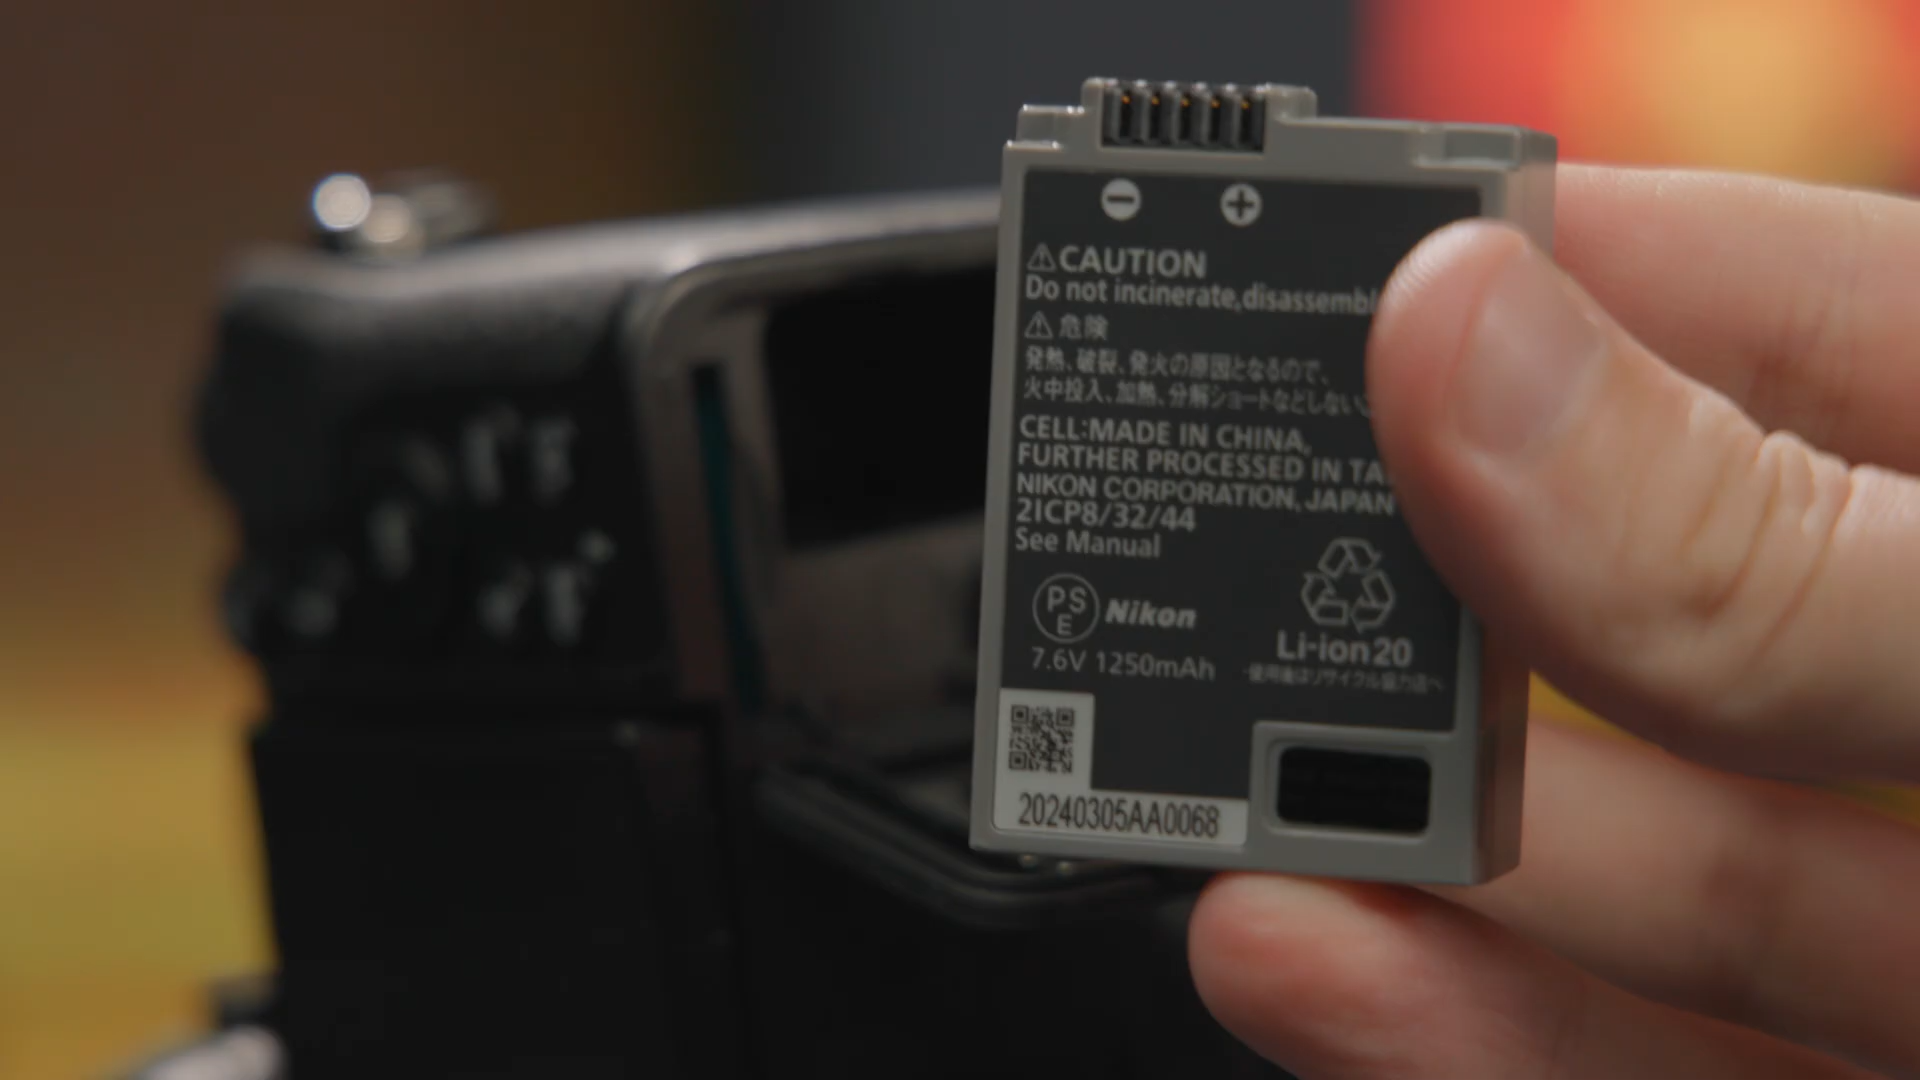 ⚠CAUTION
Do not incinerate,disassembl
⚠危険
発熱、破裂、発火の原因となるので、
火中投入、加熱、分解ショートなどしない。
CELL:MADE IN CHINA,
FURTHER PROCESSED IN TA
NIKON CORPORATION, JAPAN
2ICP8/32/44
See Manual
PS
E
Nikon
7.6V 1250mAh
Li-ion20
使用後はリサイクル協力店へ
20240305AA0068